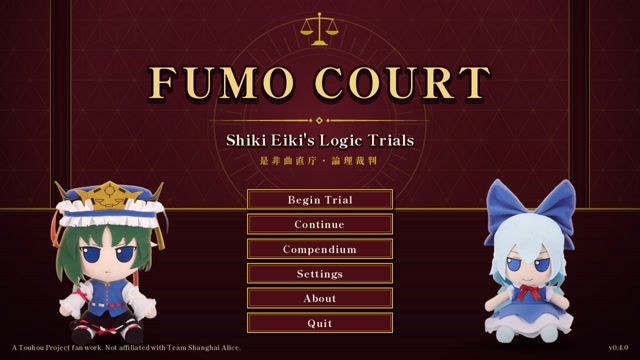 FUMO COURT
Shiki Eiki's Logic Trials
是非曲直庁・論理裁判
Begin Trial
Continue
Compendium
Settings
About
Quit
A Touhou Project fan work. Not affiliated with Team Shanghai Alice.
v0.4.0